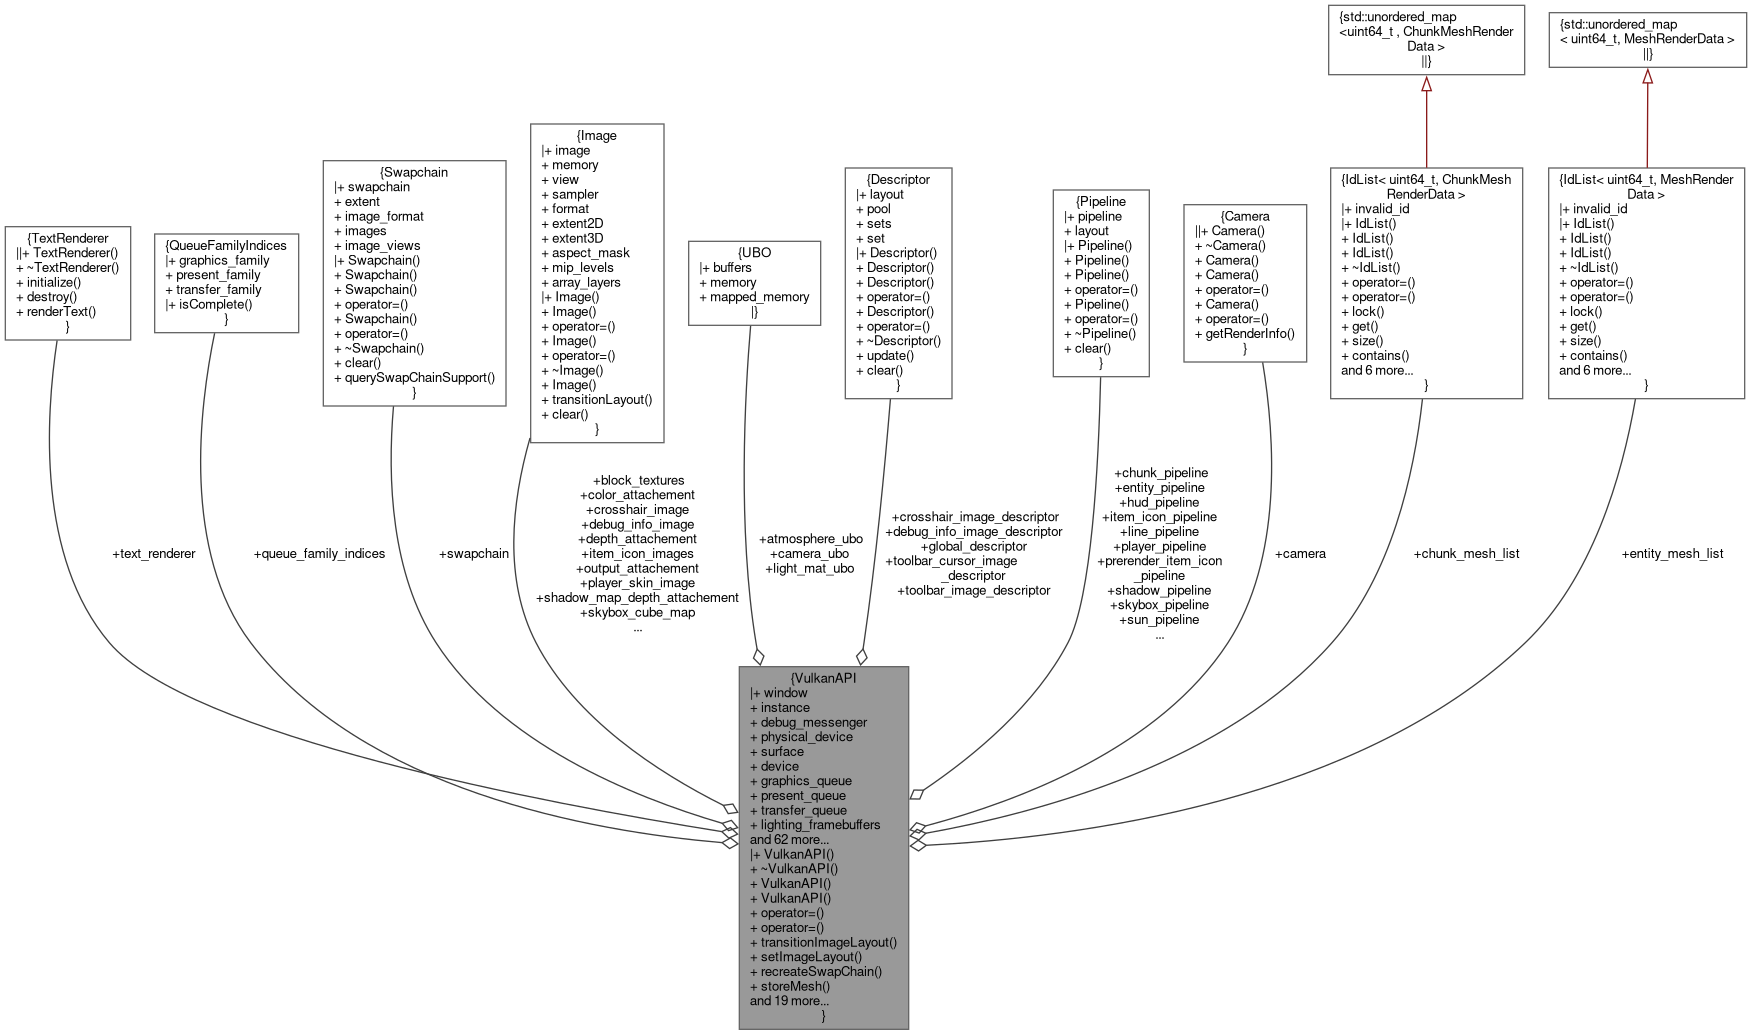 {std::unordered_map
<uint64_t , ChunkMeshRender
Data >
||}
{std::unordered_map
< uint64_t, MeshRenderData >
||}
{TextRenderer
||+ TextRenderer()
+ ~TextRenderer()
+ initialize()
+ destroy()
+ renderText()
}
{QueueFamilyIndices
|+ graphics_family
+ present_family
+ transfer_family
|+ isComplete()
}
{Swapchain
|+ swapchain
+ extent
+ image_format
+ images
+ image_views
|+ Swapchain()
+ Swapchain()
+ Swapchain()
+ operator=()
+ Swapchain()
+ operator=()
+ ~Swapchain()
+ clear()
+ querySwapChainSupport()
}
{Image
|+ image
+ memory
+ view
+ sampler
+ format
+ extent2D
+ extent3D
+ aspect_mask
+ mip_levels
+ array_layers
|+ Image()
+ Image()
+ operator=()
+ Image()
+ operator=()
+ ~Image()
+ Image()
+ transitionLayout()
+ clear()
}
{UBO
|+ buffers
+ memory
+ mapped_memory
|}
{Descriptor
|+ layout
+ pool
+ sets
+ set
|+ Descriptor()
+ Descriptor()
+ Descriptor()
+ operator=()
+ Descriptor()
+ operator=()
+ ~Descriptor()
+ update()
+ clear()
}
{Pipeline
|+ pipeline
+ layout
|+ Pipeline()
+ Pipeline()
+ Pipeline()
+ operator=()
+ Pipeline()
+ operator=()
+ ~Pipeline()
+ clear()
}
{Camera
||+ Camera()
+ ~Camera()
+ Camera()
+ Camera()
+ operator=()
+ Camera()
+ operator=()
+ getRenderInfo()
}
{IdList< uint64_t, ChunkMesh
RenderData >
|+ invalid_id
|+ IdList()
+ IdList()
+ IdList()
+ ~IdList()
+ operator=()
+ operator=()
+ lock()
+ get()
+ size()
+ contains()
and 6 more...
}
{IdList< uint64_t, MeshRender
Data >
|+ invalid_id
|+ IdList()
+ IdList()
+ IdList()
+ ~IdList()
+ operator=()
+ operator=()
+ lock()
+ get()
+ size()
+ contains()
and 6 more...
}
+text_renderer
+queue_family_indices
+swapchain
+block_textures
+color_attachement
+crosshair_image
+debug_info_image
+depth_attachement
+item_icon_images
+output_attachement
+player_skin_image
+shadow_map_depth_attachement
+skybox_cube_map
...
+atmosphere_ubo
+camera_ubo
+light_mat_ubo
+crosshair_image_descriptor
+debug_info_image_descriptor
+global_descriptor
+toolbar_cursor_image
_descriptor
+toolbar_image_descriptor
+chunk_pipeline
+entity_pipeline
+hud_pipeline
+item_icon_pipeline
+line_pipeline
+player_pipeline
+prerender_item_icon
_pipeline
+shadow_pipeline
+skybox_pipeline
+sun_pipeline
...
+camera
+chunk_mesh_list
+entity_mesh_list
{VulkanAPI
|+ window
+ instance
+ debug_messenger
+ physical_device
+ surface
+ device
+ graphics_queue
+ present_queue
+ transfer_queue
+ lighting_framebuffers
and 62 more...
|+ VulkanAPI()
+ ~VulkanAPI()
+ VulkanAPI()
+ VulkanAPI()
+ operator=()
+ operator=()
+ transitionImageLayout()
+ setImageLayout()
+ recreateSwapChain()
+ storeMesh()
and 19 more...
}